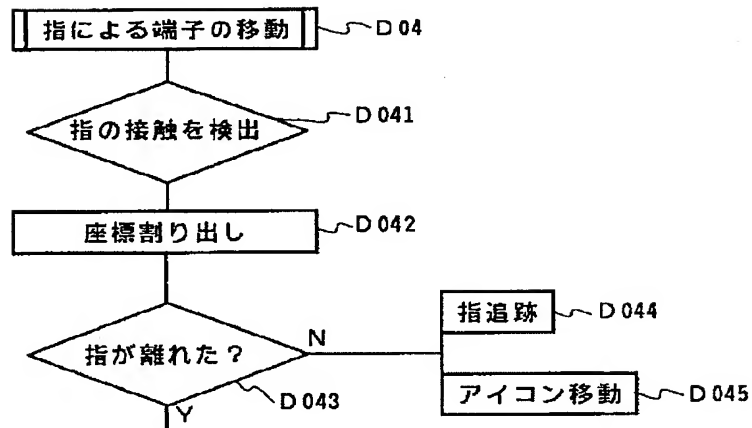 指による端子の移動
D04
指の接触を検出
D041
座標割り出し
D042
指が離れた？
N
Y
D043
指追跡
D044
アイコン移動
D045